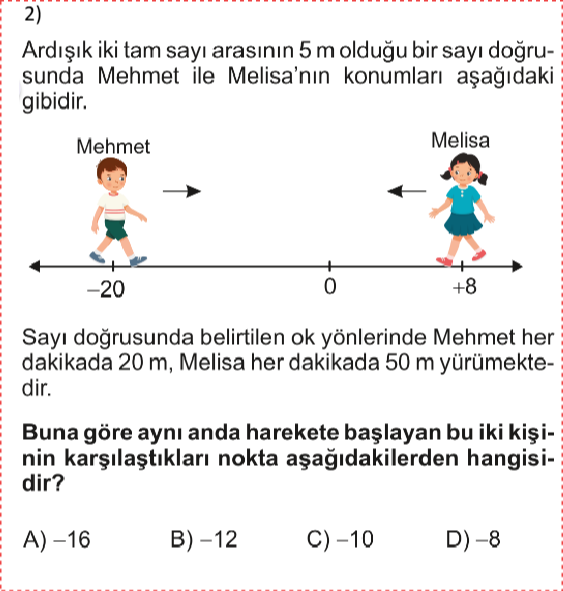 2)
Ardışık iki tam sayı arasının 5 m olduğu bir sayı doğru-
sunda Mehmet ile Melisa'nın konumları aşağıdaki
gibidir.
Mehmet
Melisa
–20
0
+8
Sayı doğrusunda belirtilen ok yönlerinde Mehmet her
dakikada 20 m, Melisa her dakikada 50 m yürümekte-
dir.
Buna göre aynı anda harekete başlayan bu iki kişi-
nin karşılaştıkları nokta aşağıdakilerden hangisi-
dir?
A) –16 B) –12 C) –10 D) –8